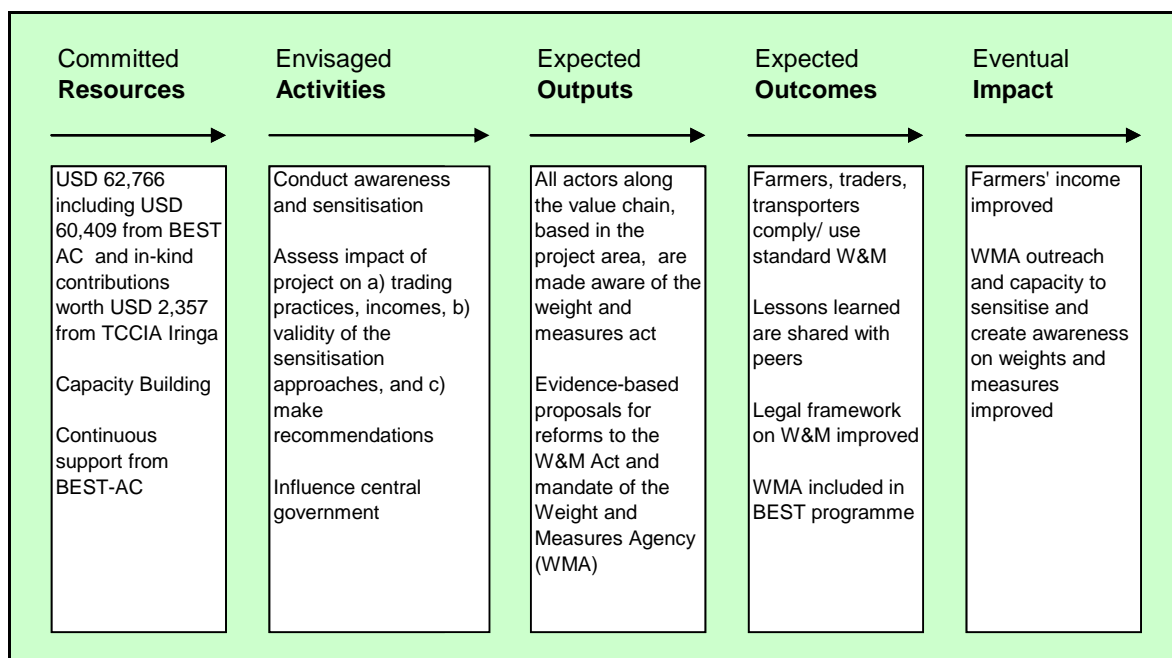 Committed
Resources
Envisaged
Activities
Expected
Outputs
Expected
Outcomes
Eventual
Impact
USD 62,766
including USD
60,409 from BEST
AC and in-kind
contributions
worth USD 2,357
from TCCIA Iringa
Capacity Building
Continuous
support from
BEST-AC
Conduct awareness
and sensitisation
Assess impact of
project on a) trading
practices, incomes, b)
validity of the
sensitisation
approaches, and c)
make
recommendations
Influence central
government
All actors along
the value chain,
based in the
project area, are
made aware of the
weight and
measures act
Evidence-based
proposals for
reforms to the
W&M Act and
mandate of the
Weight and
Measures Agency
(WMA)
Farmers, traders,
transporters
comply/ use
standard W&M
Lessons learned
are shared with
peers
Legal framework
on W&M improved
WMA included in
BEST programme
Farmers' income
improved
WMA outreach
and capacity to
sensitise and
create awareness
on weights and
measures
improved